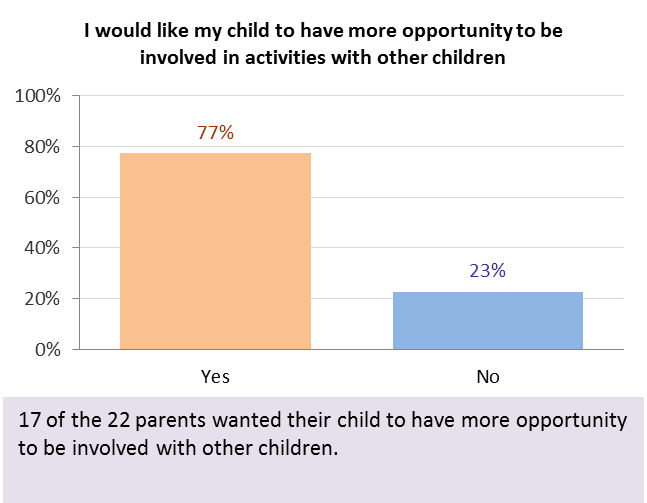 I would like my child to have more opportunity to be
involved in activities with other children
100%
80%
60%
40%
20%
0%
77%
23%
Yes
No
17 of the 22 parents wanted their child to have more opportunity
to be involved with other children.